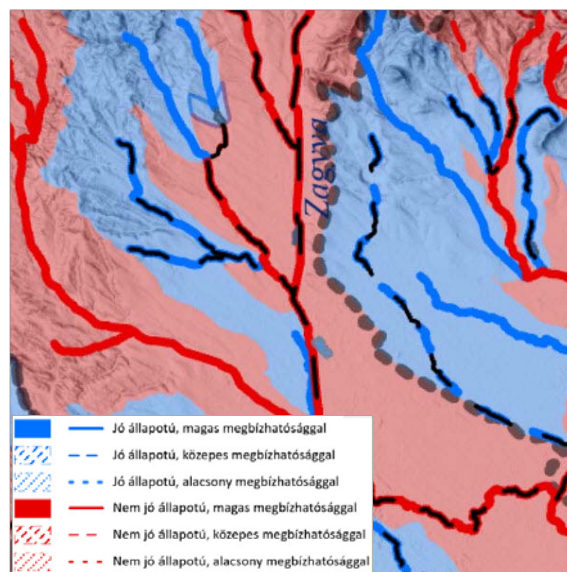 Zagyva
Jó állapotú, magas megbízhatósággal
Jó állapotú, közepes megbízhatósággal
Jó állapotú, alacsony megbízhatósággal
Nem jó állapotú, magas megbízhatósággal
Nem jó állapotú, közepes megbízhatósággal
Nem jó állapotú, alacsony megbízhatósággal